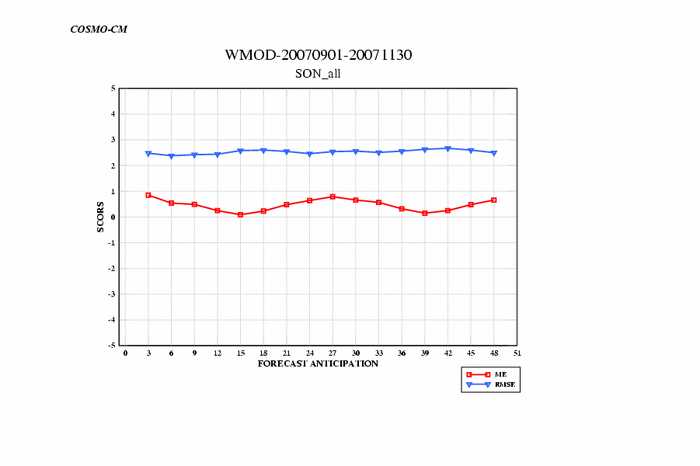 COSMO-CM
WMOD-20070901-20071130
SON_all
5
4
3
2
1
0
-1
-2
-3
-4
-5
SCORS
0 3 6 9 12 15 18 21 24 27 30 33 36 39 42 45 48 51
FORECAST ANTICIPATION
ME
RMSE